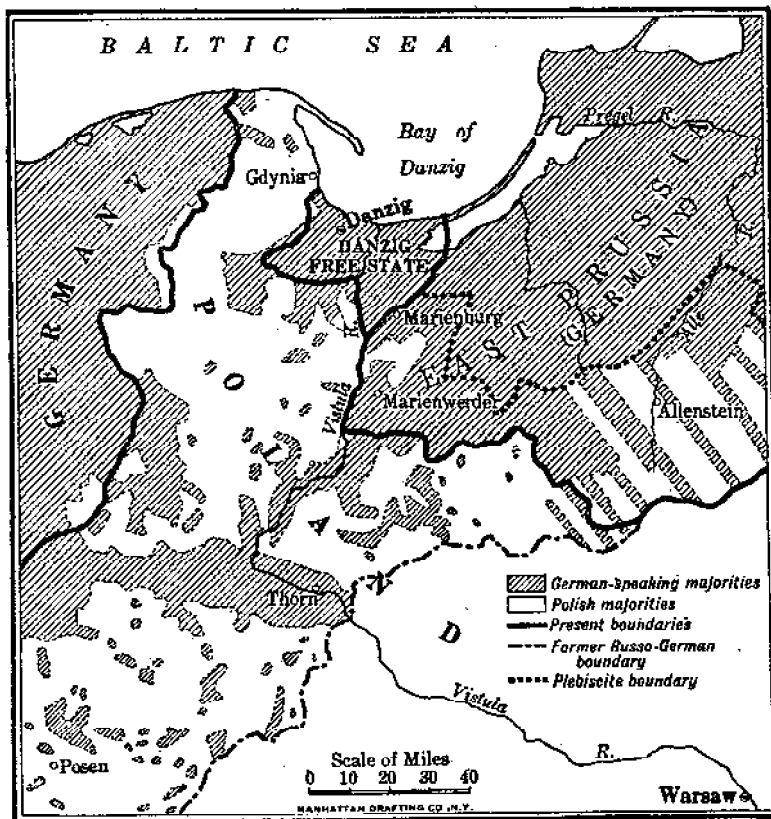 BALTIC SEA
Bay of
Danzig
Pregel R.
Gdynia
Danzig
DANZIG
FREE STATE
GERMANY
POLAND
EAST PRUSSIA
GERMANY
R.
Alle
Vistula R.
Marienburg
Marienwerder
Allenstein
Thorn
German-speaking majorities
Polish majorities
Present boundaries
Former Russo-German
boundary
Plebiscite boundary
Vistula
R.
Posen
Scale of Miles
0 10 20 30 40
MANHATTAN DRAFTING CO. N.Y.
Warsaw